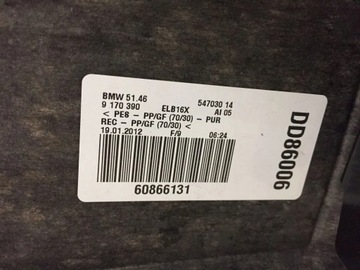 BMW 51.46
547030 14
9 170 390
ELB16X
AI 05
< PES - PP/GF (70/30) - PUR
REC - PP/GF (70/30) <
19.01.2012
F/9
06:24
60866131
DD86006